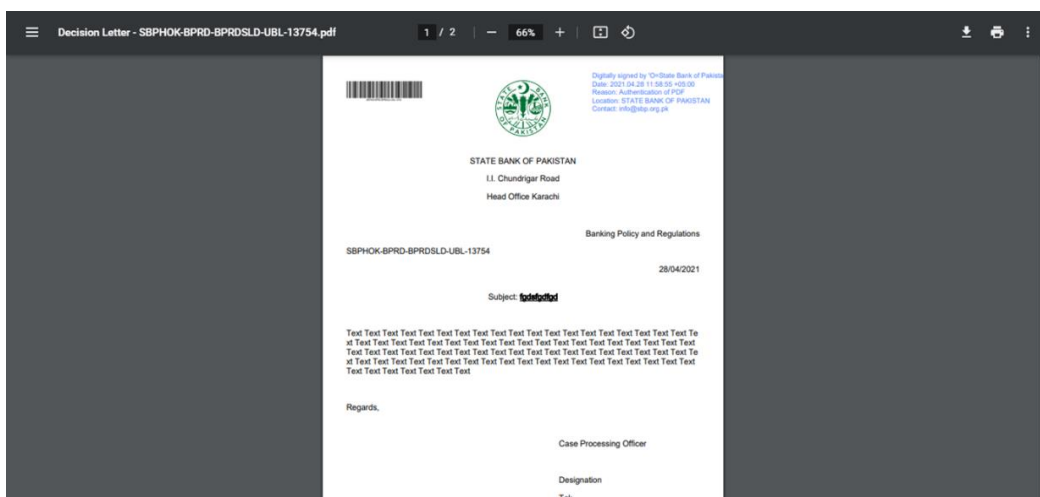 Decision Letter - SBPHOK-BPRD-BPRDSLD-UBL-13754.pdf
1 / 2
66%
Digitally signed by "O=State Bank of Pakista
Date: 2021.04.28 11:58:55 +05:00
Reason: Authentication of PDF
Location: STATE BANK OF PAKISTAN
Contact: info@sbp.org.pk
STATE BANK
OF PAKISTAN
STATE BANK OF PAKISTAN
I.I. Chundrigar Road
Head Office Karachi
Banking Policy and Regulations
SBPHOK-BPRD-BPRDSLD-UBL-13754
28/04/2021
Subject:
Text Text Text Text Text Text Text Text Text Text Text Text Text Text Text Text Text Text Text Te
xt Text Text Text Text Text Text Text Text Text Text Text Text Text Text Text Text Text Text
Text Text Text Text Text Text Text Text Text Text Text Text Text Text Text Text Text Text Text Te
xt Text Text Text Text Text Text Text Text Text Text Text Text Text Text Text Text Text Text
Text Text Text Text Text Text Text
Regards,
Case Processing Officer
Designation